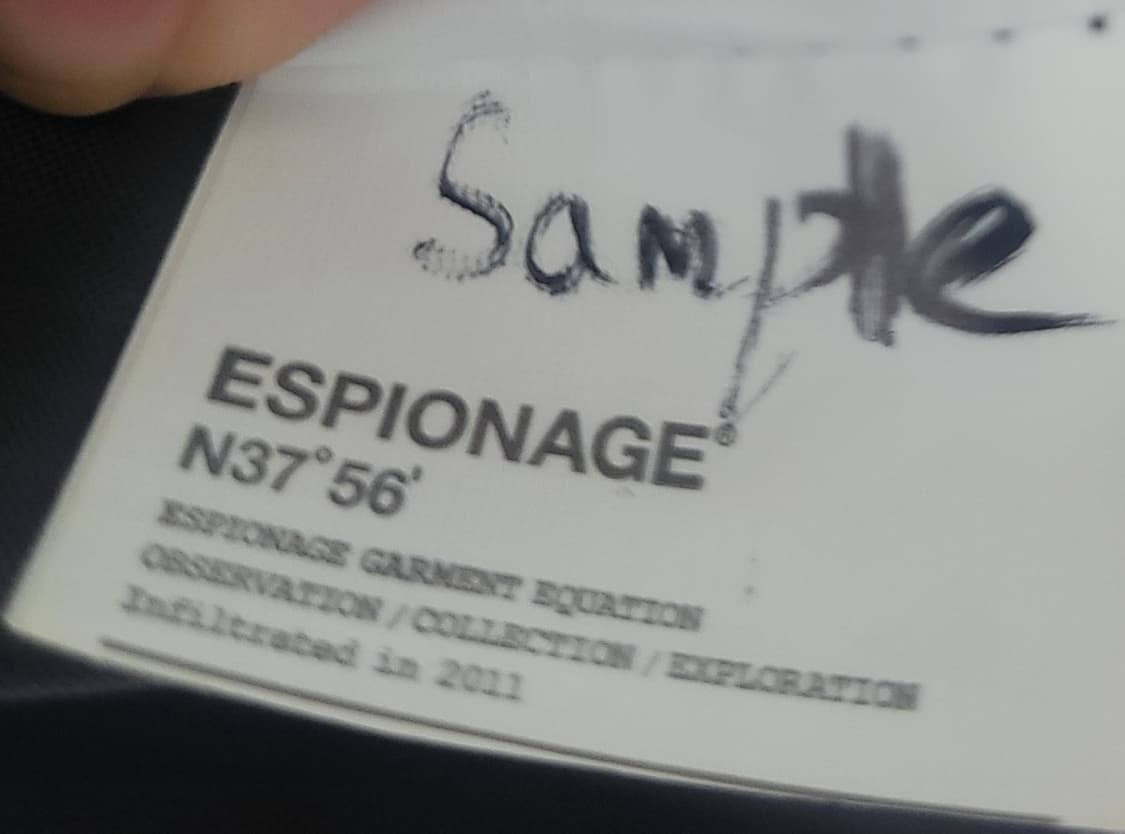 Sample
ESPIONAGE®
N37°56'
ESPIONAGE GARMENT EQUATION
OBSERVATION / COLLECTION / EXPLORATION
Infiltrated in 2011